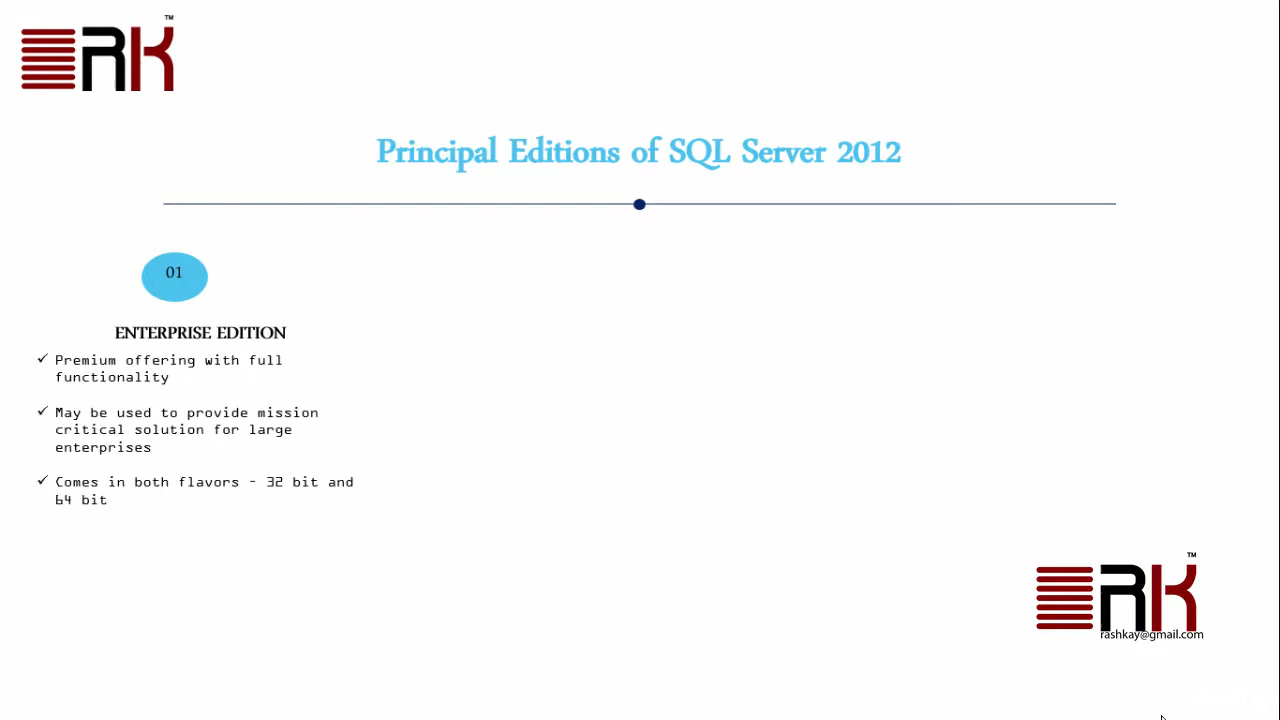 RK
TM
Principal Editions of SQL Server 2012
01
ENTERPRISE EDITION
✓ Premium offering with full
functionality
✓ May be used to provide mission
critical solution for large
enterprises
✓ Comes in both flavors - 32 bit and
64 bit
TM
RK
rashkay@gmail.com